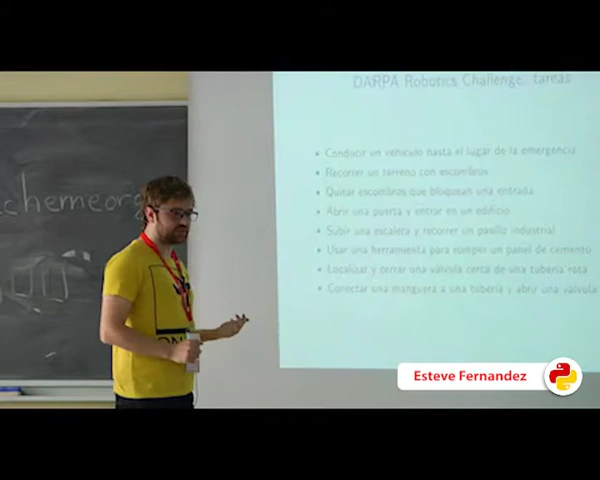 DARPA Robotics Challenge: tareas
• Conducir un vehículo hasta el lugar de la emergencia
• Recorrer un terreno con escombros
• Quitar escombros que bloquean una entrada
• Abrir una puerta y entrar en un edificio
• Subir una escalera y recorrer un pasillo industrial
• Usar una herramienta para romper un panel de cemento
• Localizar y cerrar una válvula cerca de una tubería rota
• Conectar una manguera a una tubería y abrir una válvula
Esteve Fernandez